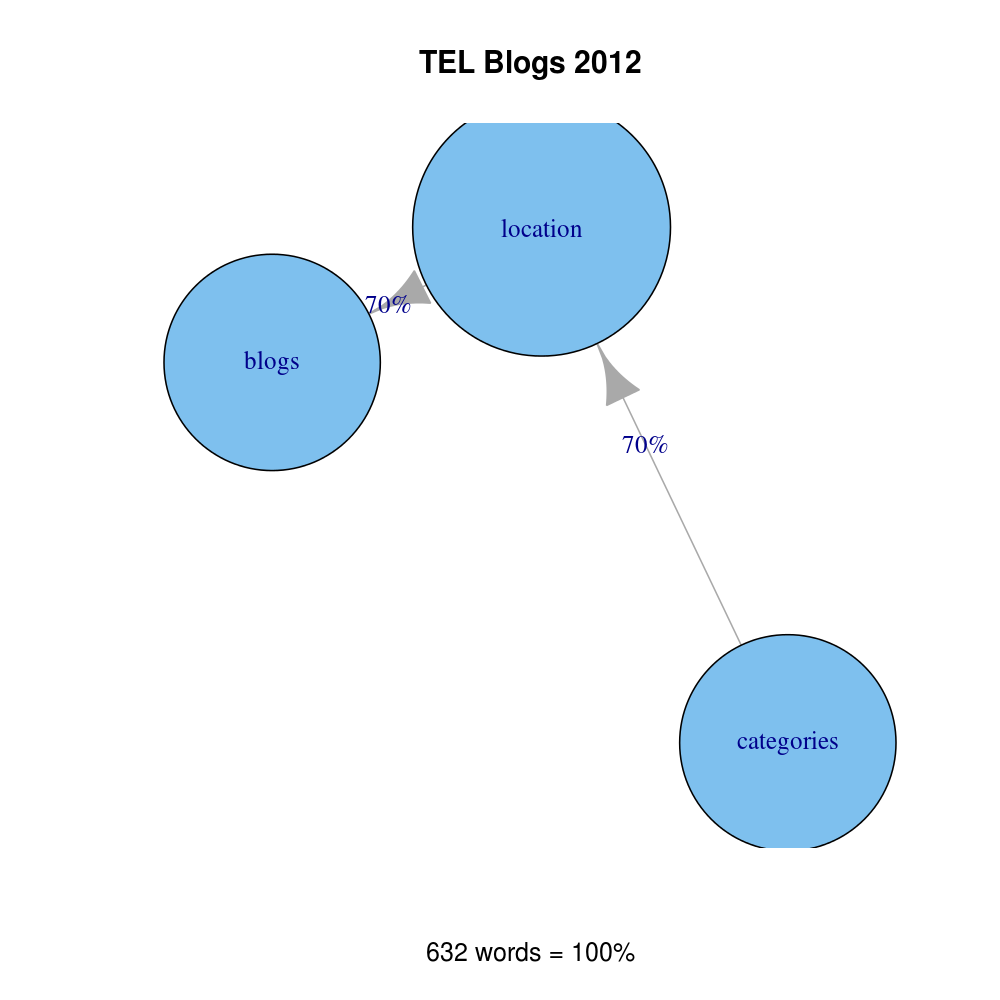 TEL Blogs 2012
location
70%
blogs
70%
categories
632 words = 100%